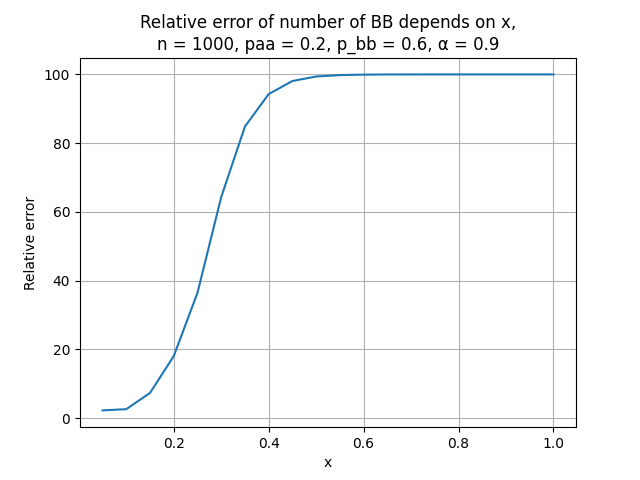 Relative error of number of BB depends on x,
n = 1000, paa = 0.2, p_bb = 0.6, α = 0.9
100
80
60
40
20
0
Relative error
0.2
0.4
0.6
0.8
1.0
x